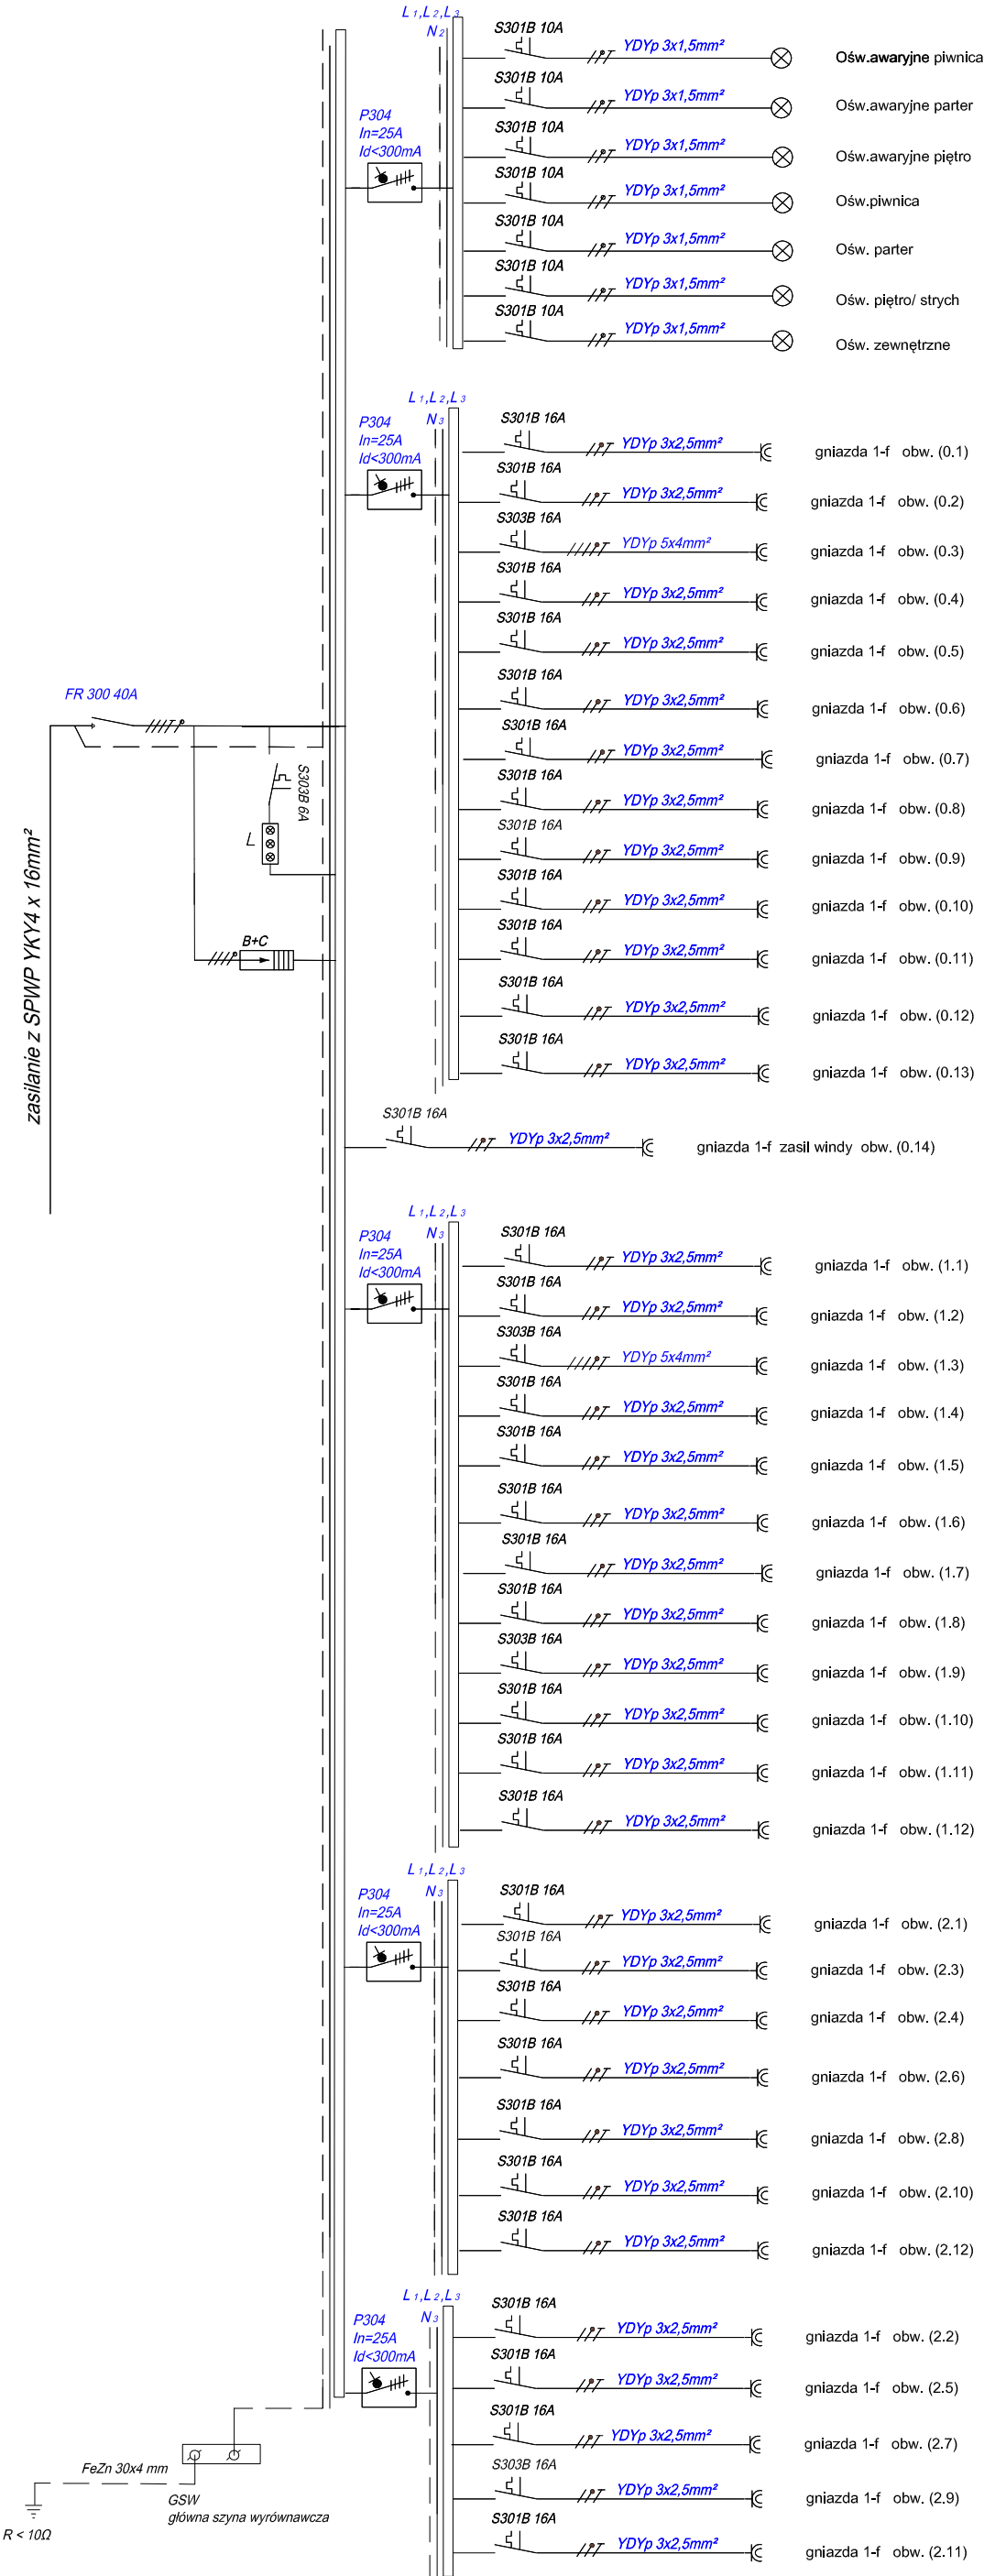 L1,L2,L3
N2
P304
In=25A
Id<300mA
S301B 10A
YDYp 3x1,5mm²
Ośw.awaryjne piwnica
S301B 10A
YDYp 3x1,5mm²
Ośw.awaryjne parter
S301B 10A
YDYp 3x1,5mm²
Ośw.awaryjne piętro
S301B 10A
YDYp 3x1,5mm²
Ośw.piwnica
S301B 10A
YDYp 3x1,5mm²
Ośw. parter
S301B 10A
YDYp 3x1,5mm²
Ośw. piętro/ strych
S301B 10A
YDYp 3x1,5mm²
Ośw. zewnętrzne
L1,L2,L3
N3
P304
In=25A
Id<300mA
S301B 16A
YDYp 3x2,5mm²
gniazda 1-f obw. (0.1)
S301B 16A
YDYp 3x2,5mm²
gniazda 1-f obw. (0.2)
S303B 16A
YDYp 5x4mm²
gniazda 1-f obw. (0.3)
S301B 16A
YDYp 3x2,5mm²
gniazda 1-f obw. (0.4)
S301B 16A
YDYp 3x2,5mm²
gniazda 1-f obw. (0.5)
S301B 16A
YDYp 3x2,5mm²
gniazda 1-f obw. (0.6)
S301B 16A
YDYp 3x2,5mm²
gniazda 1-f obw. (0.7)
S301B 16A
YDYp 3x2,5mm²
gniazda 1-f obw. (0.8)
S301B 16A
YDYp 3x2,5mm²
gniazda 1-f obw. (0.9)
S301B 16A
YDYp 3x2,5mm²
gniazda 1-f obw. (0.10)
S301B 16A
YDYp 3x2,5mm²
gniazda 1-f obw. (0.11)
S301B 16A
YDYp 3x2,5mm²
gniazda 1-f obw. (0.12)
S301B 16A
YDYp 3x2,5mm²
gniazda 1-f obw. (0.13)
FR 300 40A
S303B 6A
L
B+C
zasilanie z SPWP YKY4 x 16mm²
S301B 16A
YDYp 3x2,5mm²
gniazda 1-f zasil windy obw. (0.14)
L1,L2,L3
N3
P304
In=25A
Id<300mA
S301B 16A
YDYp 3x2,5mm²
gniazda 1-f obw. (1.1)
S301B 16A
YDYp 3x2,5mm²
gniazda 1-f obw. (1.2)
S303B 16A
YDYp 5x4mm²
gniazda 1-f obw. (1.3)
S301B 16A
YDYp 3x2,5mm²
gniazda 1-f obw. (1.4)
S301B 16A
YDYp 3x2,5mm²
gniazda 1-f obw. (1.5)
S301B 16A
YDYp 3x2,5mm²
gniazda 1-f obw. (1.6)
S301B 16A
YDYp 3x2,5mm²
gniazda 1-f obw. (1.7)
S301B 16A
YDYp 3x2,5mm²
gniazda 1-f obw. (1.8)
S303B 16A
YDYp 3x2,5mm²
gniazda 1-f obw. (1.9)
S301B 16A
YDYp 3x2,5mm²
gniazda 1-f obw. (1.10)
S301B 16A
YDYp 3x2,5mm²
gniazda 1-f obw. (1.11)
S301B 16A
YDYp 3x2,5mm²
gniazda 1-f obw. (1.12)
L1,L2,L3
N3
P304
In=25A
Id<300mA
S301B 16A
YDYp 3x2,5mm²
gniazda 1-f obw. (2.1)
S301B 16A
YDYp 3x2,5mm²
gniazda 1-f obw. (2.3)
S301B 16A
YDYp 3x2,5mm²
gniazda 1-f obw. (2.4)
S301B 16A
YDYp 3x2,5mm²
gniazda 1-f obw. (2.6)
S301B 16A
YDYp 3x2,5mm²
gniazda 1-f obw. (2.8)
S301B 16A
YDYp 3x2,5mm²
gniazda 1-f obw. (2.10)
S301B 16A
YDYp 3x2,5mm²
gniazda 1-f obw. (2.12)
L1,L2,L3
N3
P304
In=25A
Id<300mA
S301B 16A
YDYp 3x2,5mm²
gniazda 1-f obw. (2.2)
S301B 16A
YDYp 3x2,5mm²
gniazda 1-f obw. (2.5)
S301B 16A
YDYp 3x2,5mm²
gniazda 1-f obw. (2.7)
S303B 16A
YDYp 3x2,5mm²
gniazda 1-f obw. (2.9)
S301B 16A
YDYp 3x2,5mm²
gniazda 1-f obw. (2.11)
FeZn 30x4 mm
GSW
główna szyna wyrównawcza
R < 10Ω